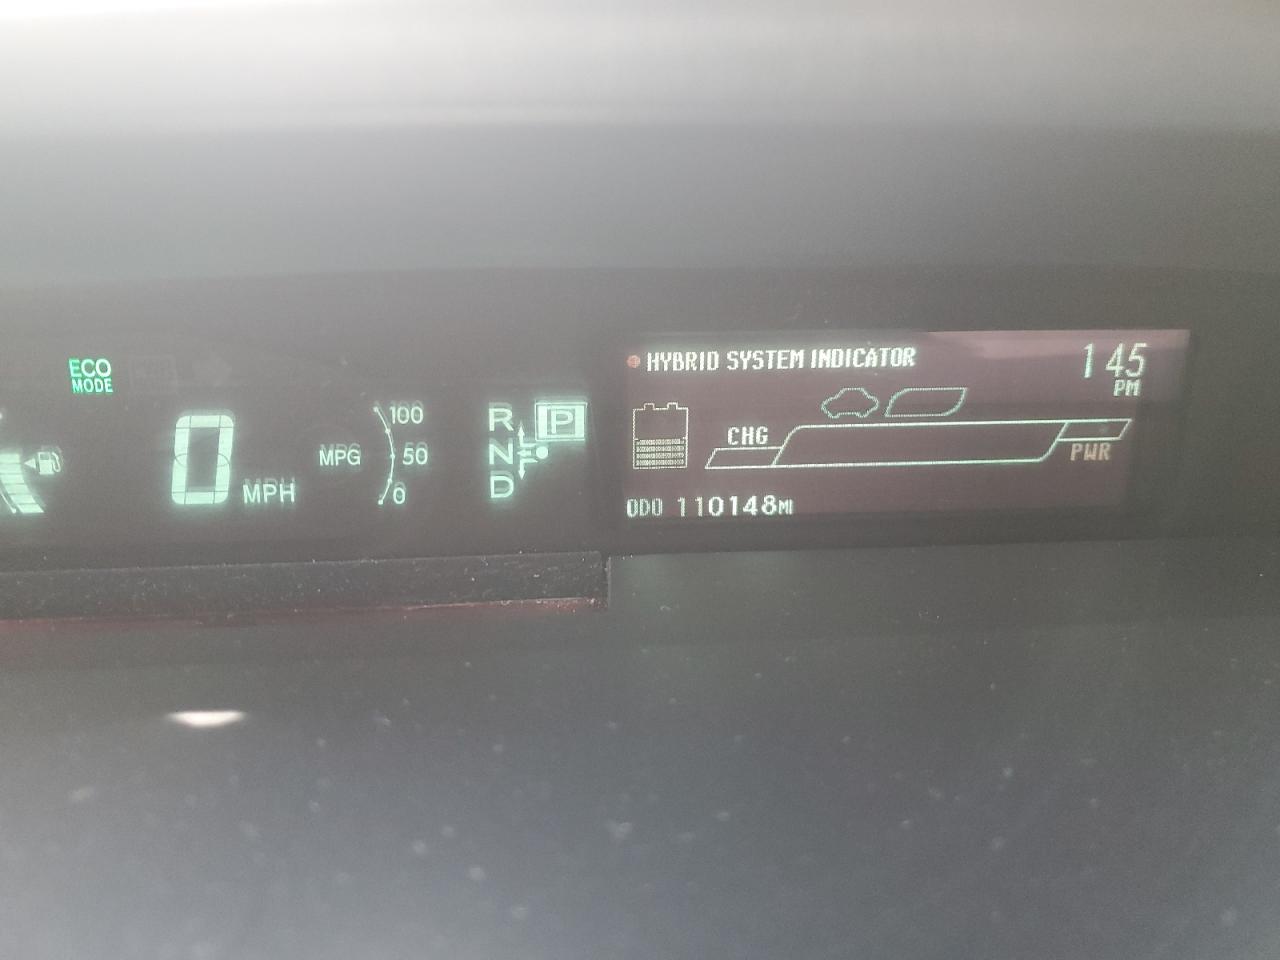 ECO
MODE
0
MPH
MPG
100
50
0
R
N
D
P
HYBRID SYSTEM INDICATOR
1 45
PM
CHG
PWR
ODO 110148MI